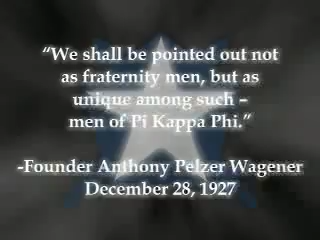 “We shall be pointed out not
as fraternity men, but as
unique among such –
men of Pi Kappa Phi.”
-Founder Anthony Pelzer Wagener
December 28, 1927